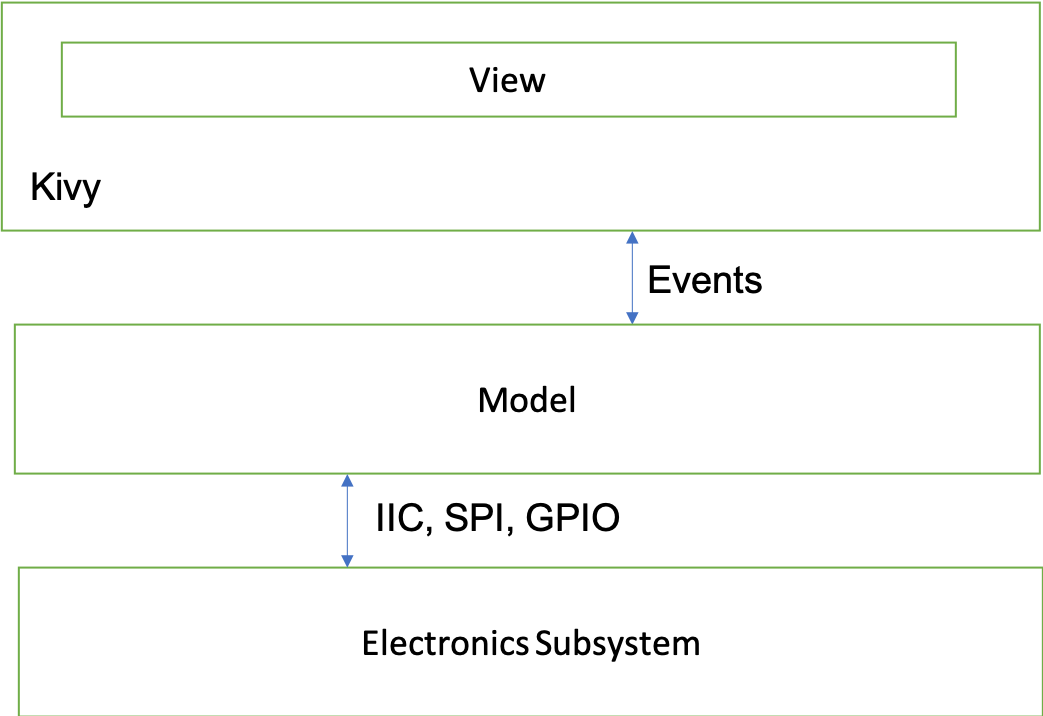 View
Kivy
Events
Model
IIC, SPI, GPIO
Electronics Subsystem